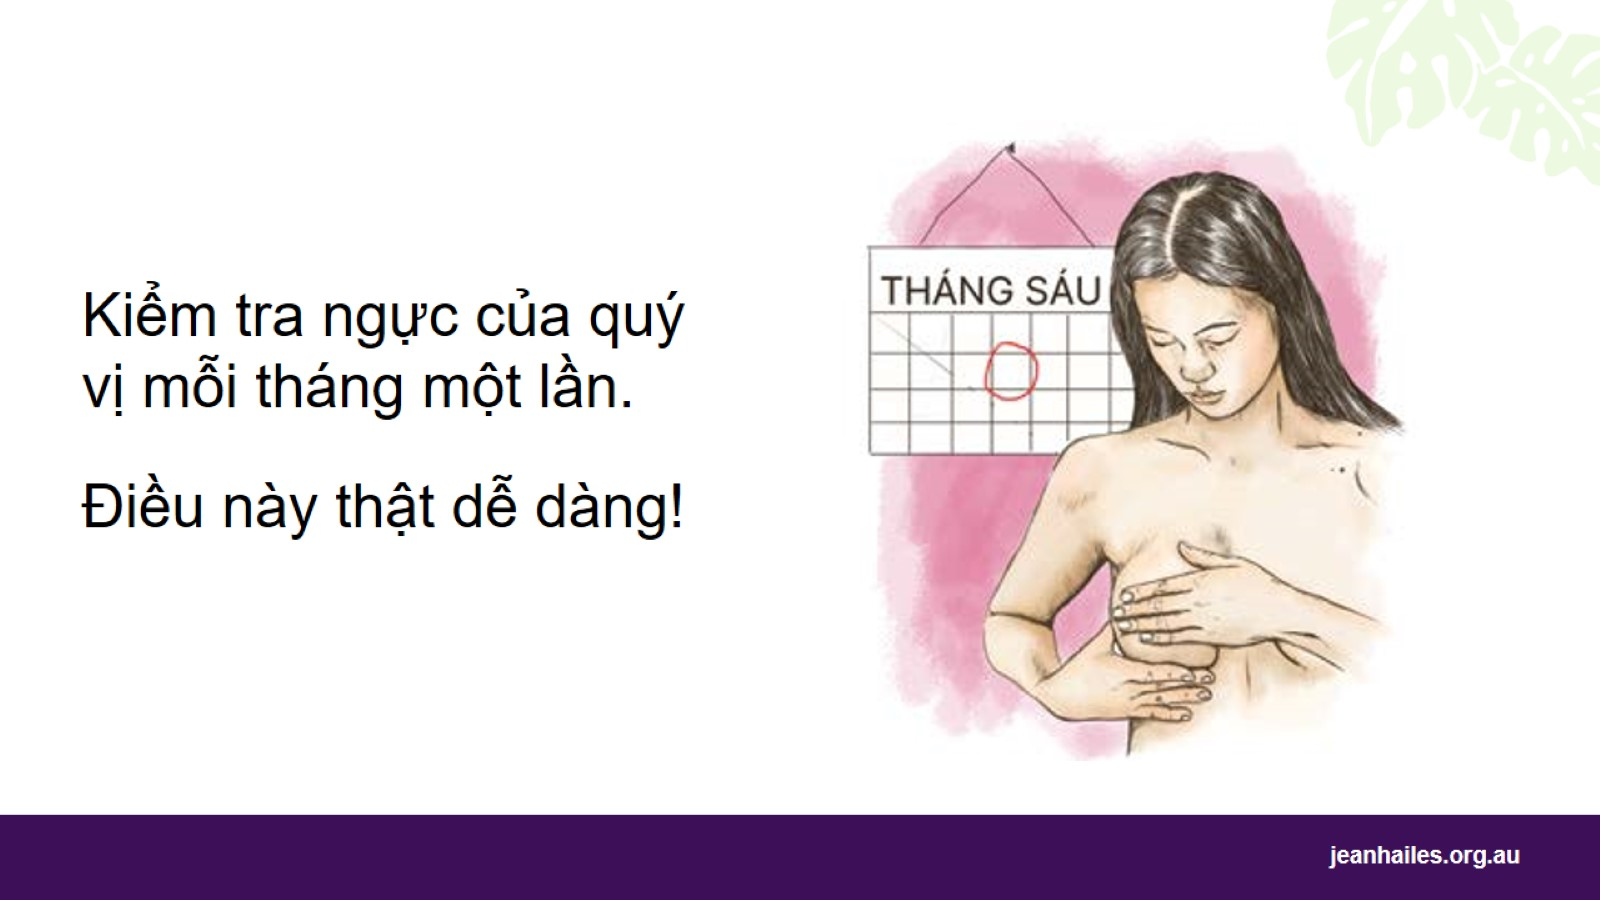 Kiểm tra ngực của quý
vị mỗi tháng một lần.
Điều này thật dễ dàng!
THÁNG SÁU
jeanhailes.org.au